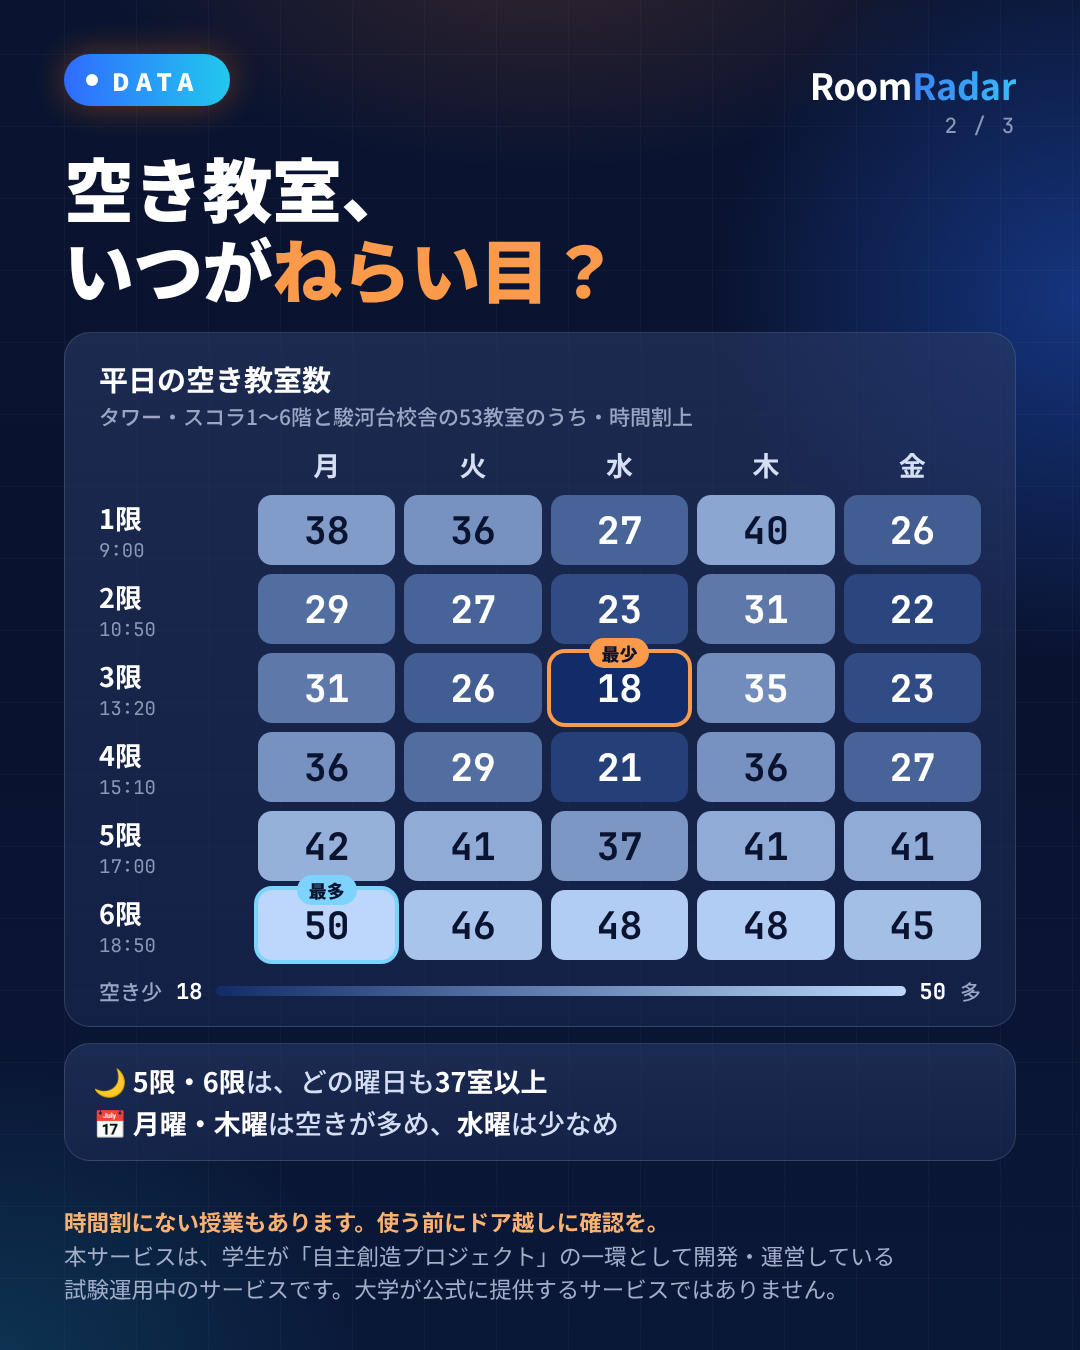 DATA
RoomRadar
2 / 3
空き教室、
いつがねらい目？
平日の空き教室数
タワー・スコラ1〜6階と駿河台校舎の53教室のうち・時間割上
月 火 水 木 金
1限 38 36 27 40 26
9:00
2限 29 27 23 31 22
10:50
最少
3限 31 26 18 35 23
13:20
4限 36 29 21 36 27
15:10
5限 42 41 37 41 41
17:00
最多
6限 50 46 48 48 45
18:50
空き少 18 50 多
🌙 5限・6限は、どの曜日も37室以上
📅 月曜・木曜は空きが多め、水曜は少なめ
時間割にない授業もあります。使う前にドア越しに確認を。
本サービスは、学生が「自主創造プロジェクト」の一環として開発・運営している
試験運用中のサービスです。大学が公式に提供するサービスではありません。